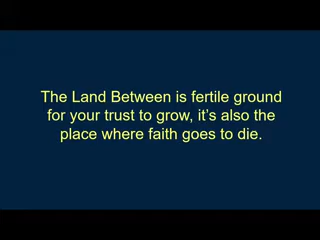 The Land Between is fertile ground
for your trust to grow, it’s also the
place where faith goes to die.